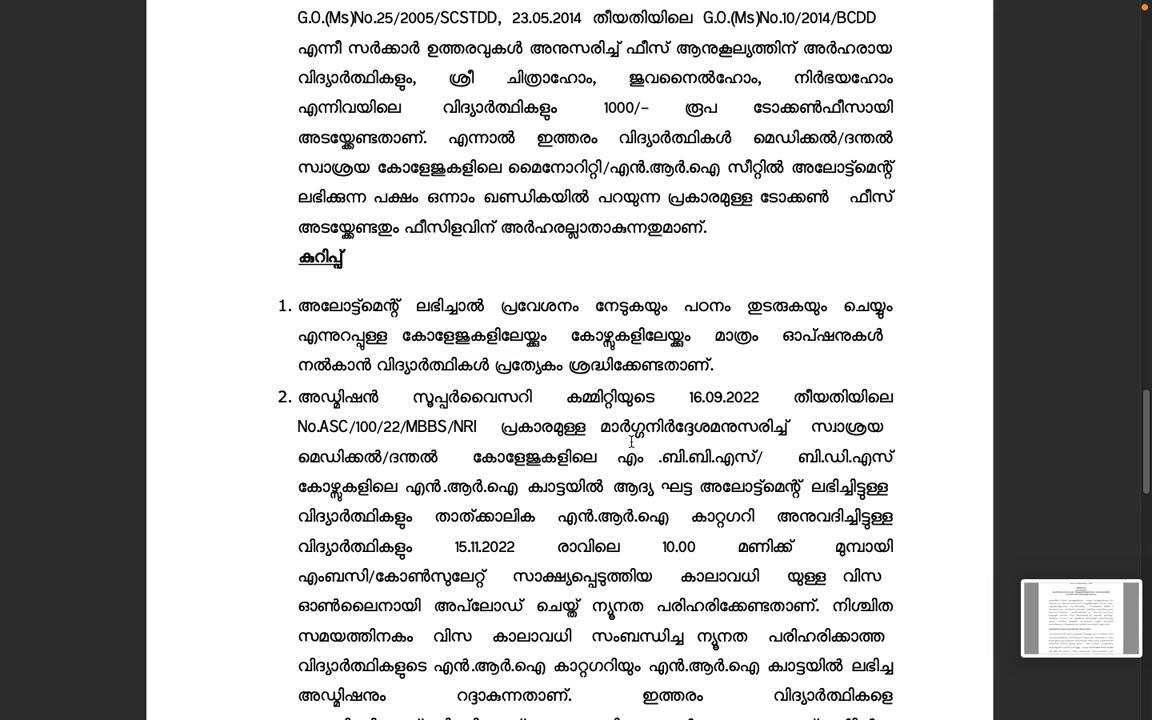 G.O.(Ms)No.25/2005/SCSTDD, 23.05.2014 തീയതിയിലെ G.O.(Ms)No.10/2014/BCDD
എന്നീ സർക്കാർ ഉത്തരവുകൾ അനുസരിച്ച് ഫീസ് ആനുകൂല്യത്തിന് അർഹരായ
വിദ്യാർത്ഥികളും, ശ്രീ ചിത്രാഹോം, ജുവനൈൽഹോം, നിർഭയഹോം
എന്നിവയിലെ വിദ്യാർത്ഥികളും 1000/– രൂപ ടോക്കൺഫീസായി
അടയ്ക്കേണ്ടതാണ്. എന്നാൽ ഇത്തരം വിദ്യാർത്ഥികൾ മെഡിക്കൽ/ദന്തൽ
സ്വാശ്രയ കോളേജുകളിലെ മൈനോറിറ്റി/എൻ.ആർ.ഐ സീറ്റിൽ അലോട്ട്മെന്റ്
ലഭിക്കുന്ന പക്ഷം ഒന്നാം ഖണ്ഡികയിൽ പറയുന്ന പ്രകാരമുള്ള ടോക്കൺ ഫീസ്
അടയ്ക്കേണ്ടതും ഫീസിളവിന് അർഹരല്ലാതാകുന്നതുമാണ്.
കുറിപ്പ്
1. അലോട്ട്മെന്റ് ലഭിച്ചാൽ പ്രവേശനം നേടുകയും പഠനം തുടരുകയും ചെയ്യും
എന്നുറപ്പുള്ള കോളേജുകളിലേയ്ക്കും കോഴ്സുകളിലേയ്ക്കും മാത്രം ഓപ്ഷനുകൾ
നൽകാൻ വിദ്യാർത്ഥികൾ പ്രത്യേകം ശ്രദ്ധിക്കേണ്ടതാണ്.
2. അഡ്മിഷൻ സൂപ്പർവൈസറി കമ്മിറ്റിയുടെ 16.09.2022 തീയതിയിലെ
No.ASC/100/22/MBBS/NRI പ്രകാരമുള്ള മാർഗ്ഗനിർദ്ദേശമനുസരിച്ച് സ്വാശ്രയ
മെഡിക്കൽ/ദന്തൽ കോളേജുകളിലെ എം .ബി.ബി.എസ്/ ബി.ഡി.എസ്
കോഴ്സുകളിലെ എൻ.ആർ.ഐ ക്വാട്ടയിൽ ആദ്യ ഘട്ട അലോട്ട്മെന്റ് ലഭിച്ചിട്ടുള്ള
വിദ്യാർത്ഥികളും താത്ക്കാലിക എൻ.ആർ.ഐ കാറ്റഗറി അനുവദിച്ചിട്ടുള്ള
വിദ്യാർത്ഥികളും 15.11.2022 രാവിലെ 10.00 മണിക്ക് മുമ്പായി
എംബസി/കോൺസുലേറ്റ് സാക്ഷ്യപ്പെടുത്തിയ കാലാവധി യുള്ള വിസ
ഓൺലൈനായി അപ്‌ലോഡ് ചെയ്ത് ന്യൂനത പരിഹരിക്കേണ്ടതാണ്. നിശ്ചിത
സമയത്തിനകം വിസ കാലാവധി സംബന്ധിച്ച ന്യൂനത പരിഹരിക്കാത്ത
വിദ്യാർത്ഥികളുടെ എൻ.ആർ.ഐ കാറ്റഗറിയും എൻ.ആർ.ഐ ക്വാട്ടയിൽ ലഭിച്ച
അഡ്മിഷനും റദ്ദാകുന്നതാണ്. ഇത്തരം വിദ്യാർത്ഥികളെ